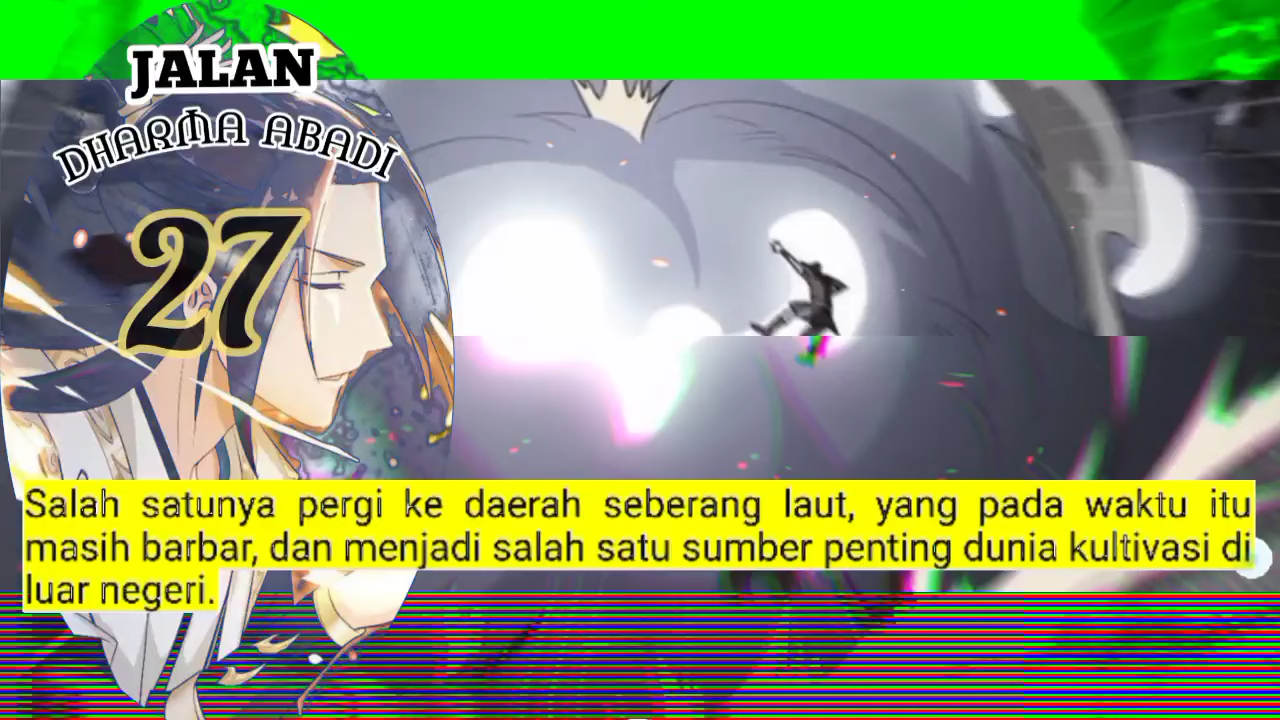 JALAN
DHARMA ABADI
27
Salah satunya pergi ke daerah seberang laut, yang pada waktu itu
masih barbar, dan menjadi salah satu sumber penting dunia kultivasi di
luar negeri.